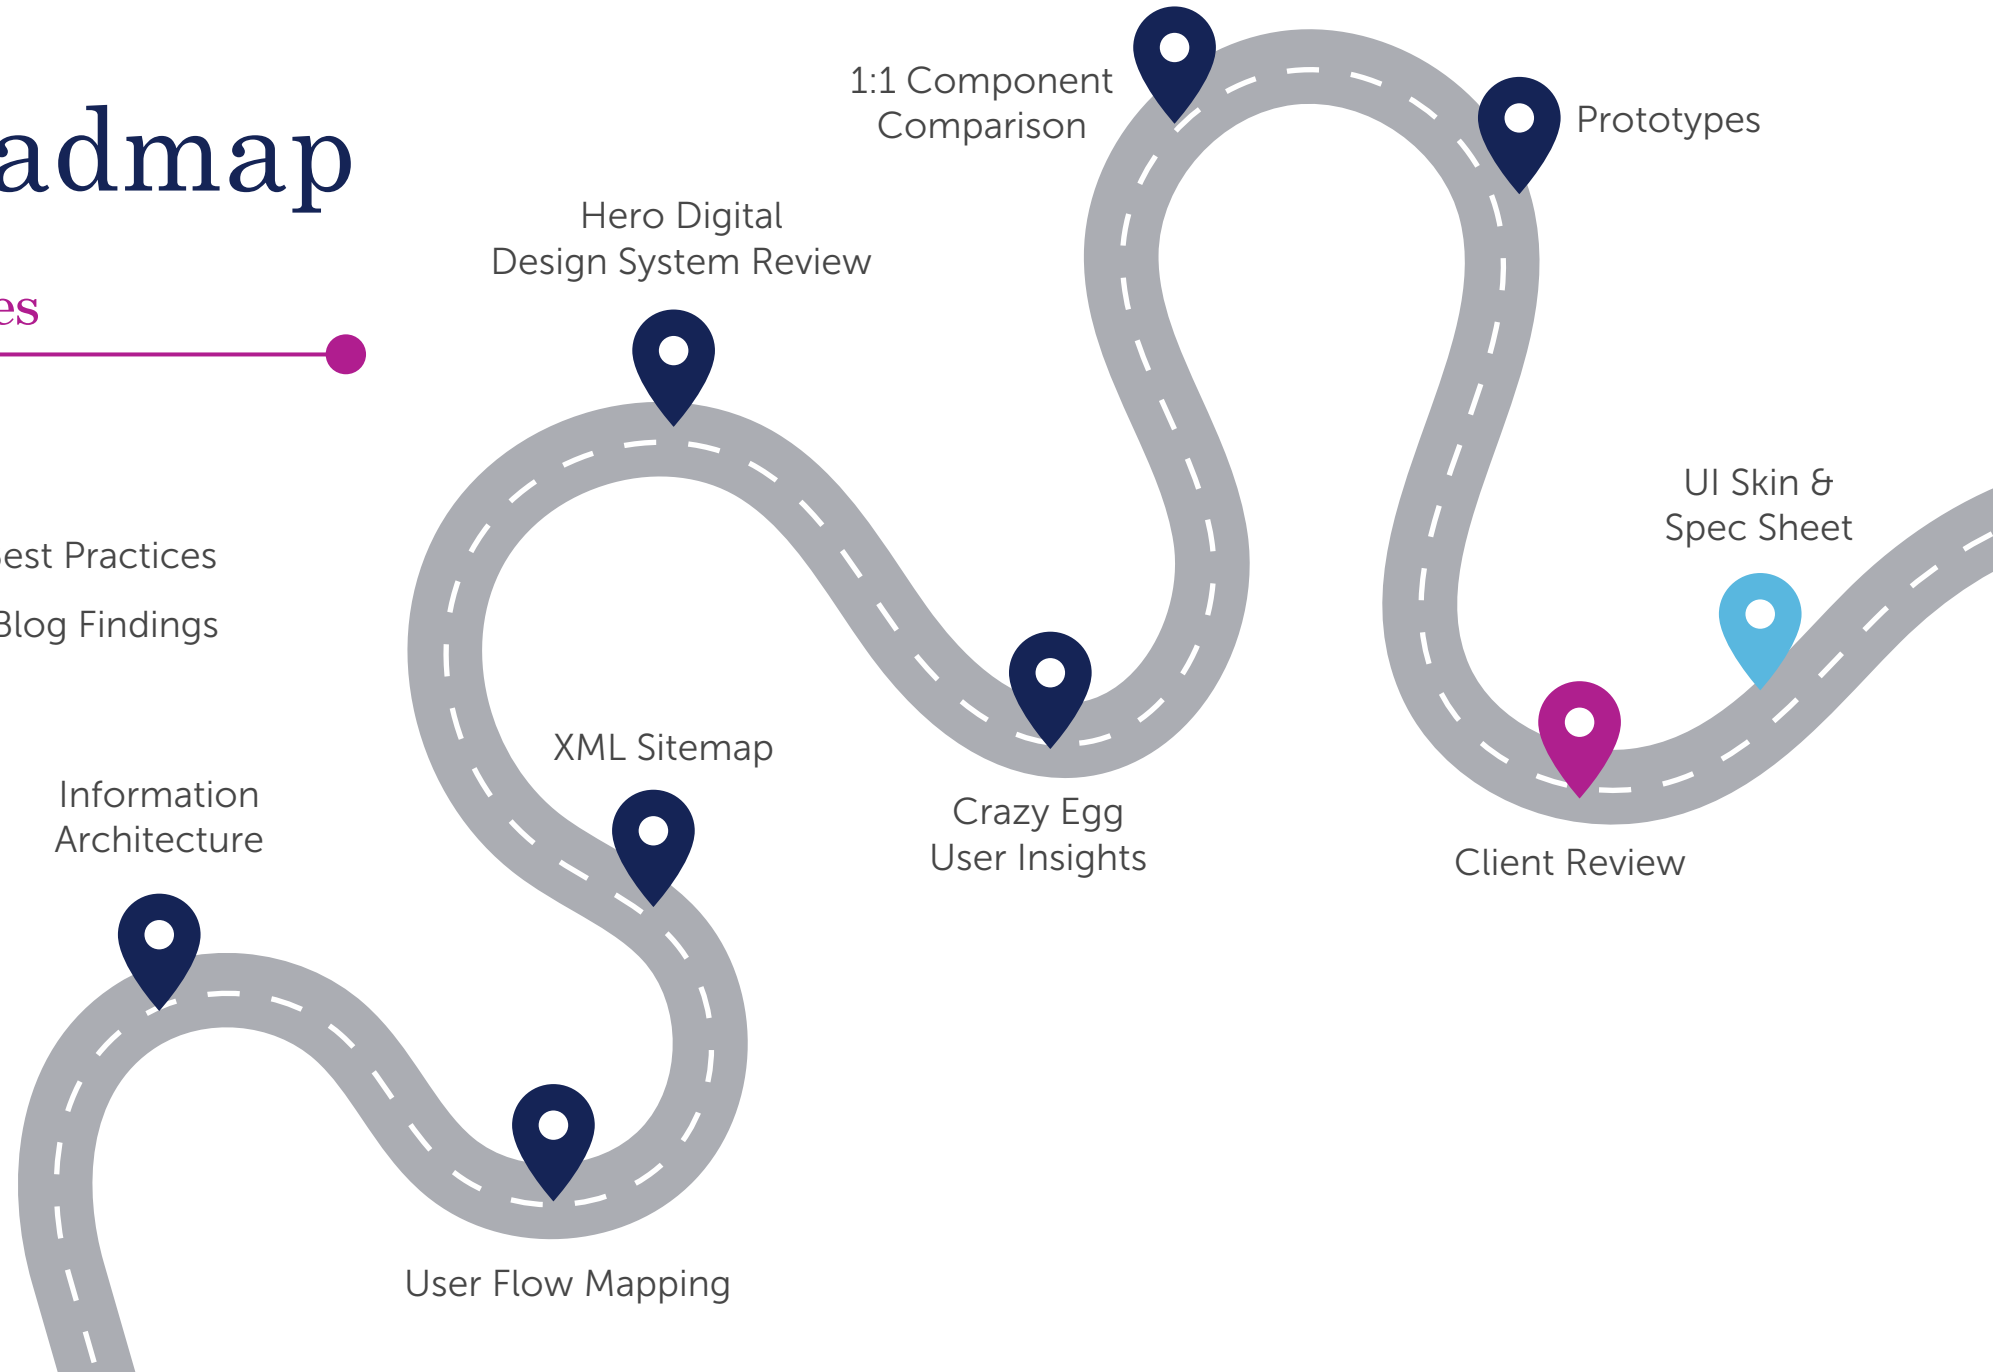 admap
es
est Practices
Blog Findings
Information
Architecture
User Flow Mapping
XML Sitemap
Hero Digital
Design System Review
Crazy Egg
User Insights
1:1 Component
Comparison
Prototypes
Client Review
UI Skin &
Spec Sheet